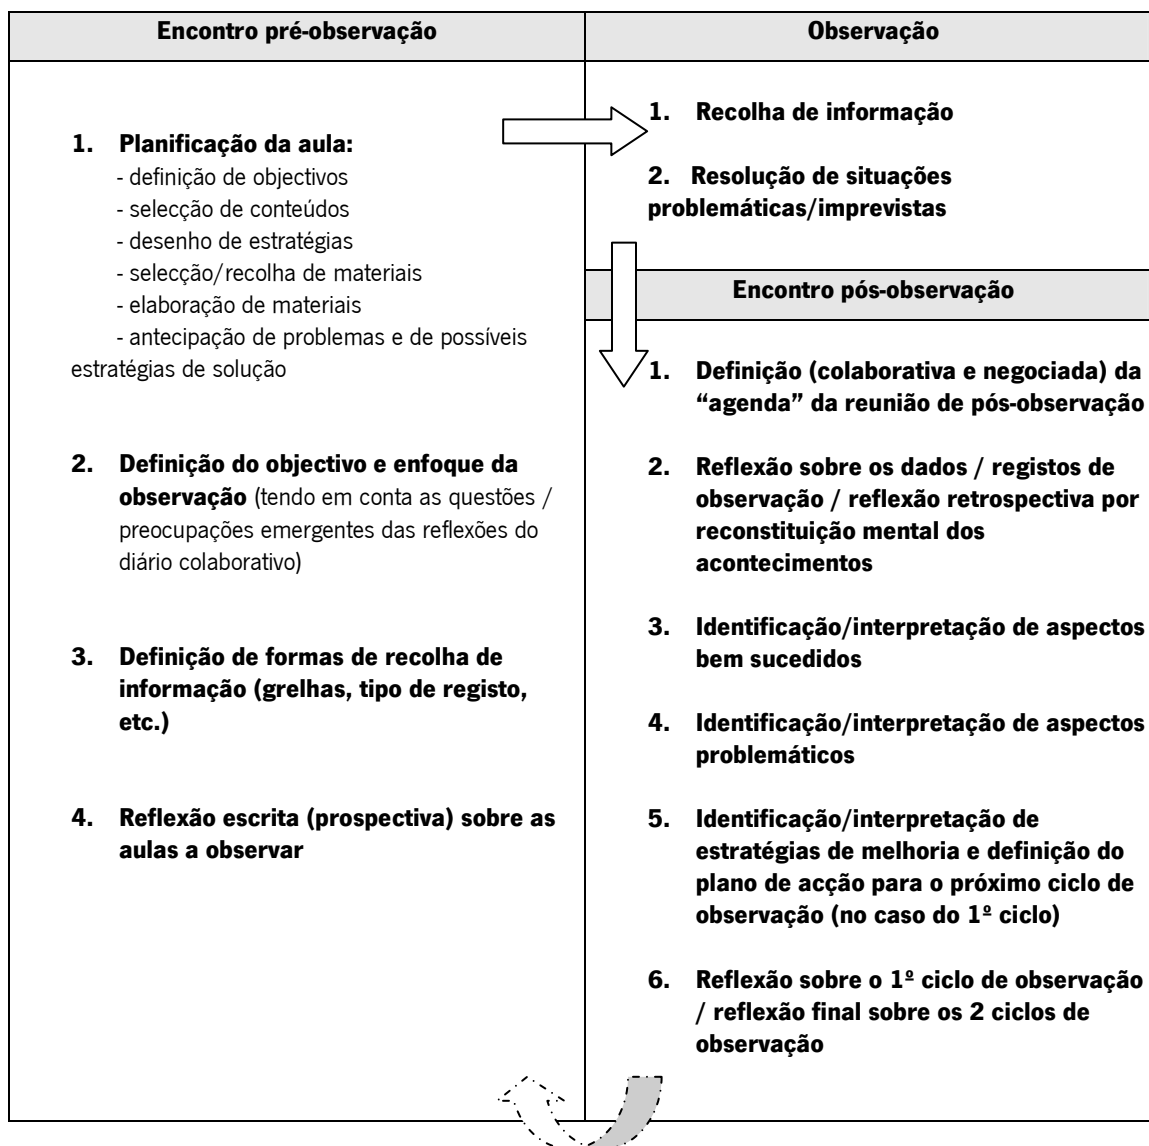 Encontro pré-observação
1. Planificação da aula:
- definição de objectivos
- selecção de conteúdos
- desenho de estratégias
- selecção/recolha de materiais
- elaboração de materiais
- antecipação de problemas e de possíveis
estratégias de solução
2. Definição do objectivo e enfoque da
observação (tendo em conta as questões /
preocupações emergentes das reflexões do
diário colaborativo)
3. Definição de formas de recolha de
informação (grelhas, tipo de registo,
etc.)
4. Reflexão escrita (prospectiva) sobre as
aulas a observar
Observação
1. Recolha de informação
2. Resolução de situações
problemáticas/imprevistas
Encontro pós-observação
1. Definição (colaborativa e negociada) da
“agenda” da reunião de pós-observação
2. Reflexão sobre os dados / registos de
observação / reflexão retrospectiva por
reconstituição mental dos
acontecimentos
3. Identificação/interpretação de aspectos
bem sucedidos
4. Identificação/interpretação de aspectos
problemáticos
5. Identificação/interpretação de
estratégias de melhoria e definição do
plano de acção para o próximo ciclo de
observação (no caso do 1º ciclo)
6. Reflexão sobre o 1º ciclo de observação
/ reflexão final sobre os 2 ciclos de
observação